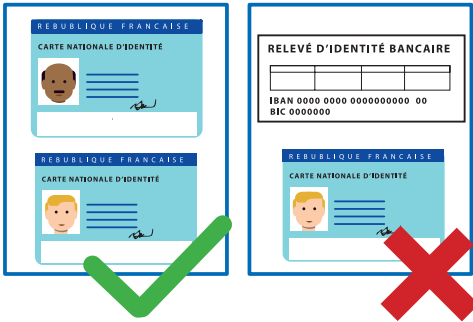 REBUBLIQUE FRANCAISE
CARTE NATIONALE D'IDENTITÉ
REBUBLIQUE FRANCAISE
CARTE NATIONALE D'IDENTITÉ
RELEVÉ D'IDENTITÉ BANCAIRE
IBAN 0000 0000 0000000000 00
BIC 0000000
REBUBLIQUE FRANCAISE
CARTE NATIONALE D'IDENTITÉ